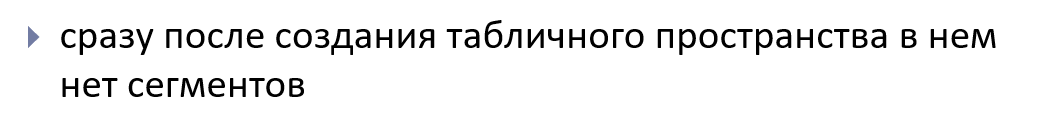 сразу после создания табличного пространства в нем
нет сегментов